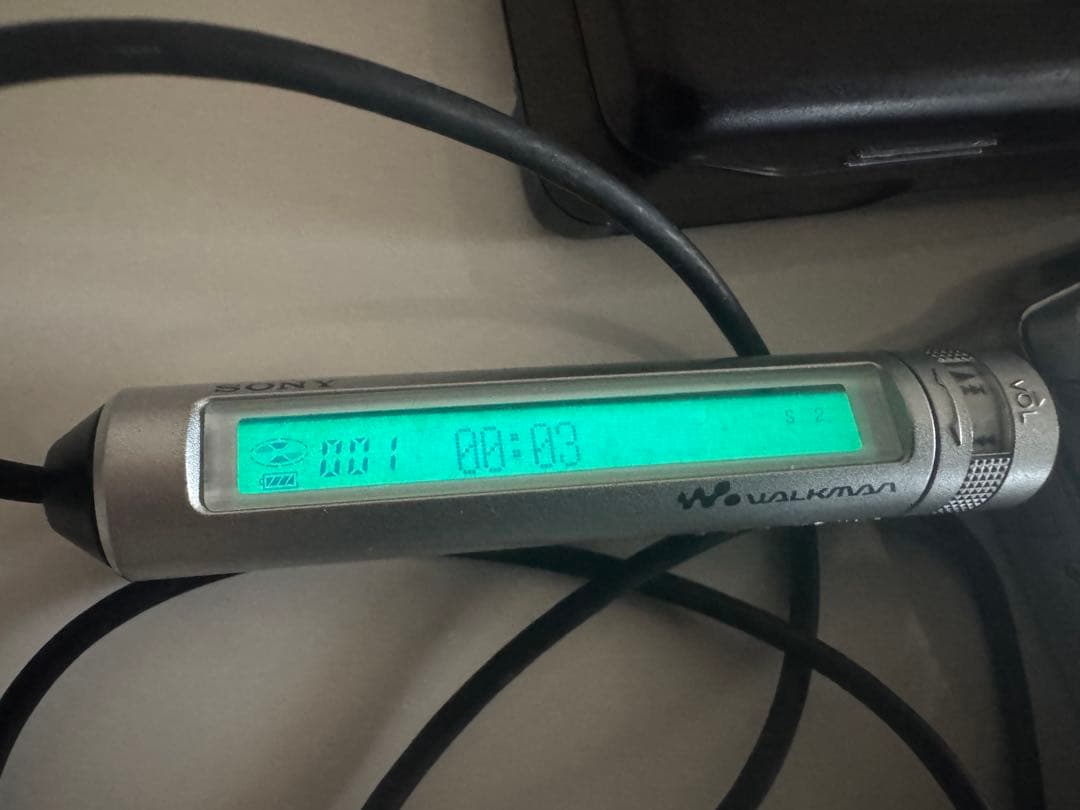 SONY
001 00:03 S 2
WALKMAN
VOL